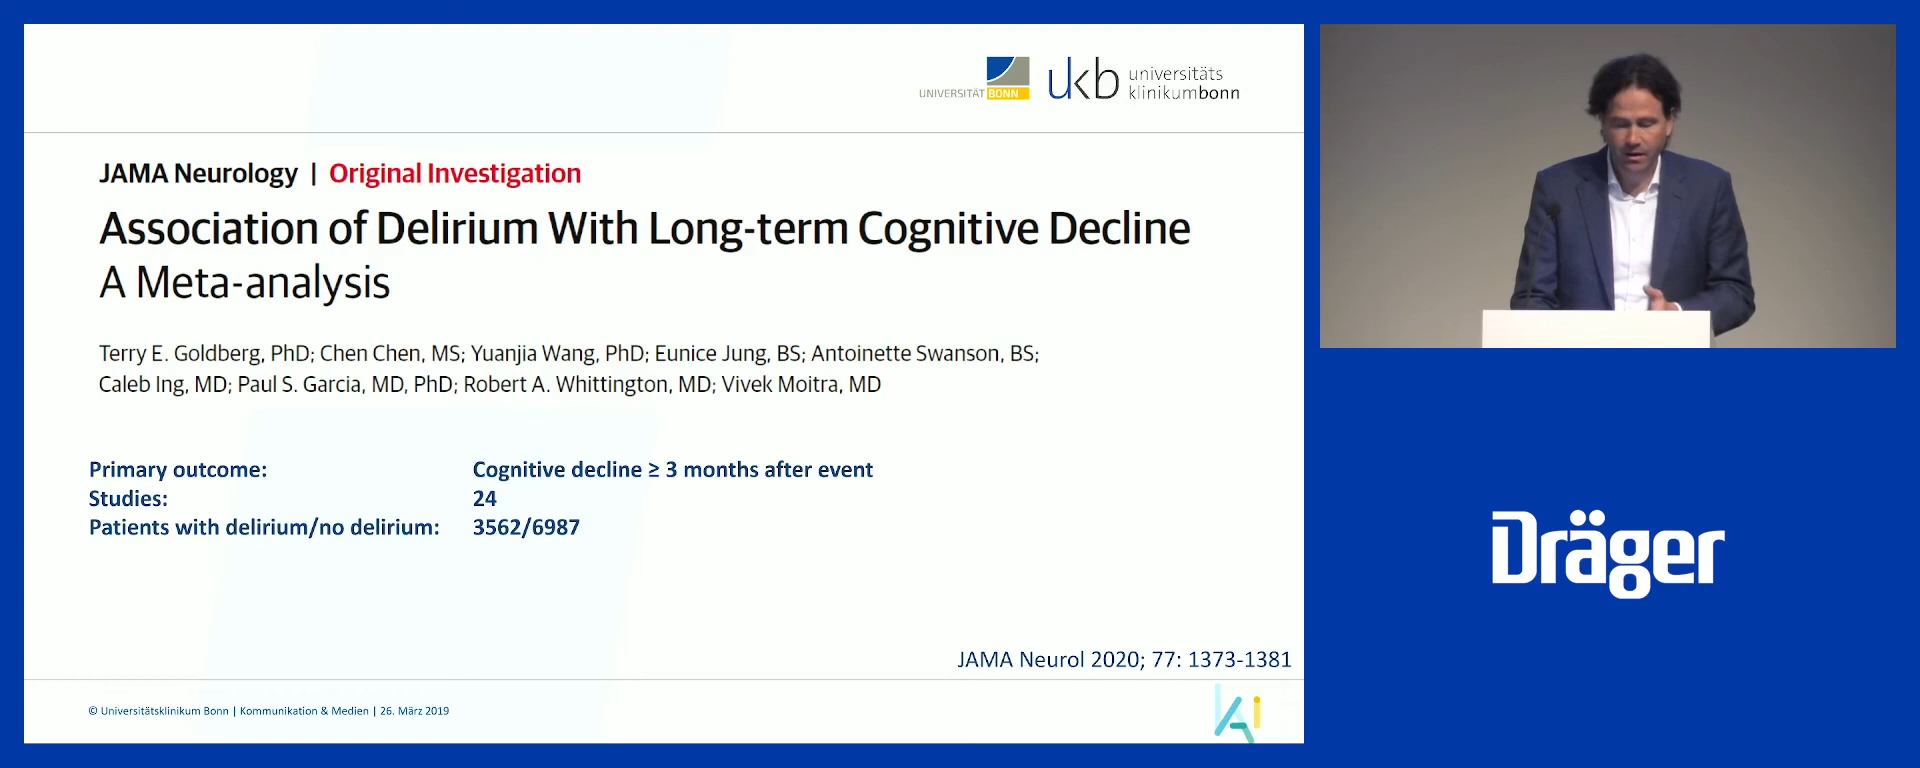 UNIVERSITÄT BONN
ukb universitäts
klinikumbonn
JAMA Neurology | Original Investigation
Association of Delirium With Long-term Cognitive Decline
A Meta-analysis
Terry E. Goldberg, PhD; Chen Chen, MS; Yuanjia Wang, PhD; Eunice Jung, BS; Antoinette Swanson, BS;
Caleb Ing, MD; Paul S. Garcia, MD, PhD; Robert A. Whittington, MD; Vivek Moitra, MD
Primary outcome: Cognitive decline ≥ 3 months after event
Studies: 24
Patients with delirium/no delirium: 3562/6987
JAMA Neurol 2020; 77: 1373-1381
© Universitätsklinikum Bonn | Kommunikation & Medien | 26. März 2019
KAi
Dräger